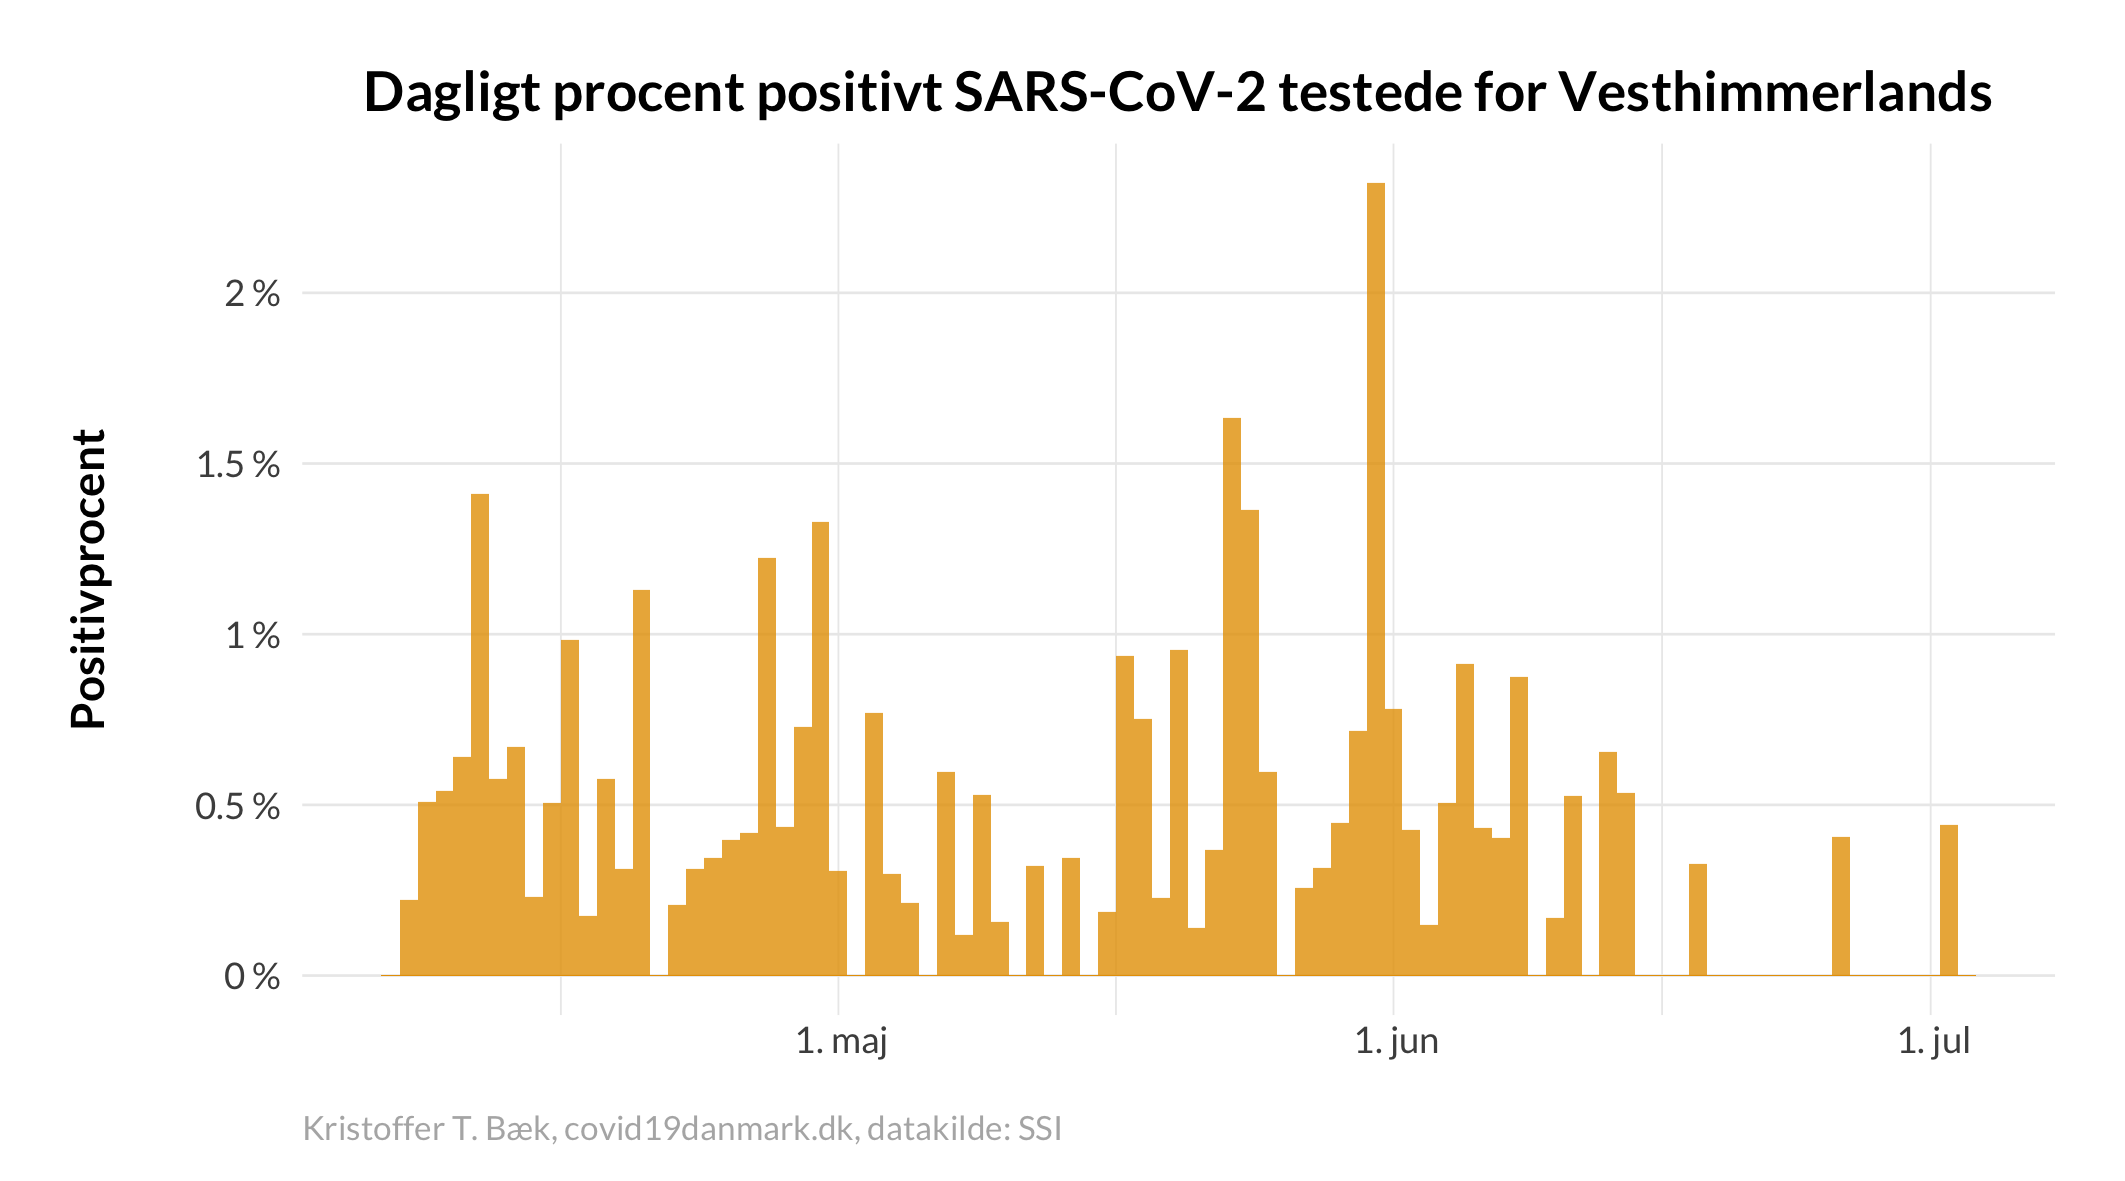 Dagligt procent positivt SARS-CoV-2 testede for Vesthimmerlands
Positivprocent
2 %
1.5 %
1 %
0.5 %
0 %
1. maj
1. jun
1. jul
Kristoffer T. Bæk, covid19danmark.dk, datakilde: SSI